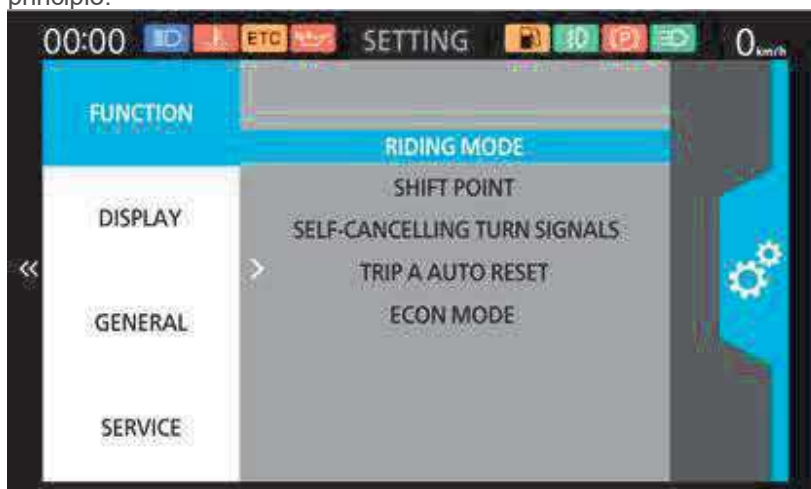 principio.
00:00 ETC SETTING (P) 0km/h
FUNCTION
RIDING MODE
SHIFT POINT
DISPLAY
SELF-CANCELLING TURN SIGNALS
TRIP A AUTO RESET
GENERAL
ECON MODE
SERVICE